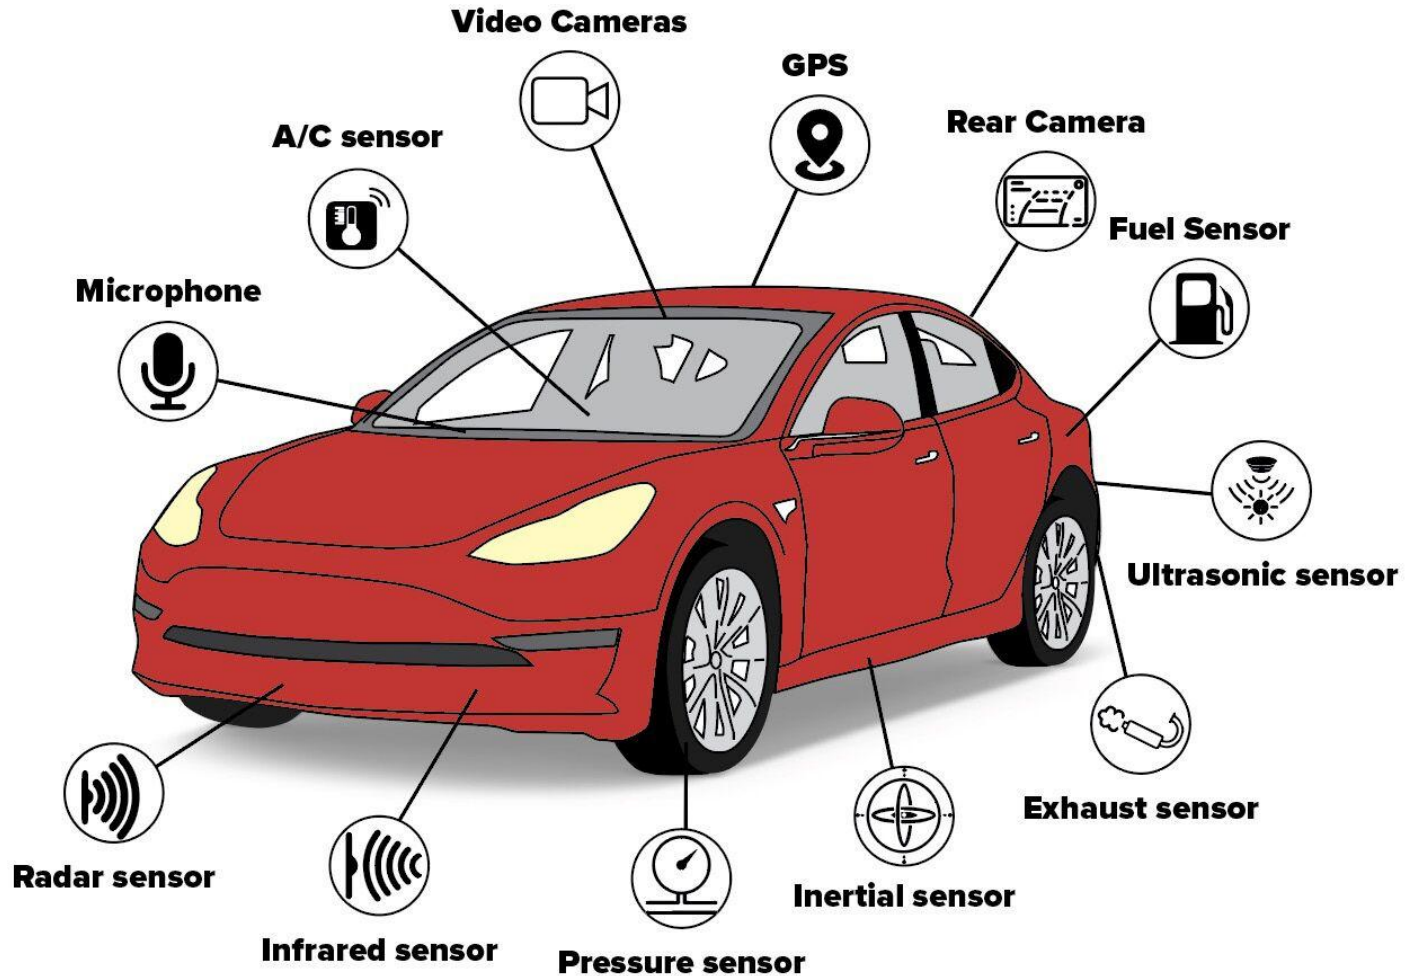 Video Cameras
GPS
Rear Camera
A/C sensor
Fuel Sensor
Microphone
Ultrasonic sensor
Exhaust sensor
Radar sensor
Inertial sensor
Infrared sensor
Pressure sensor